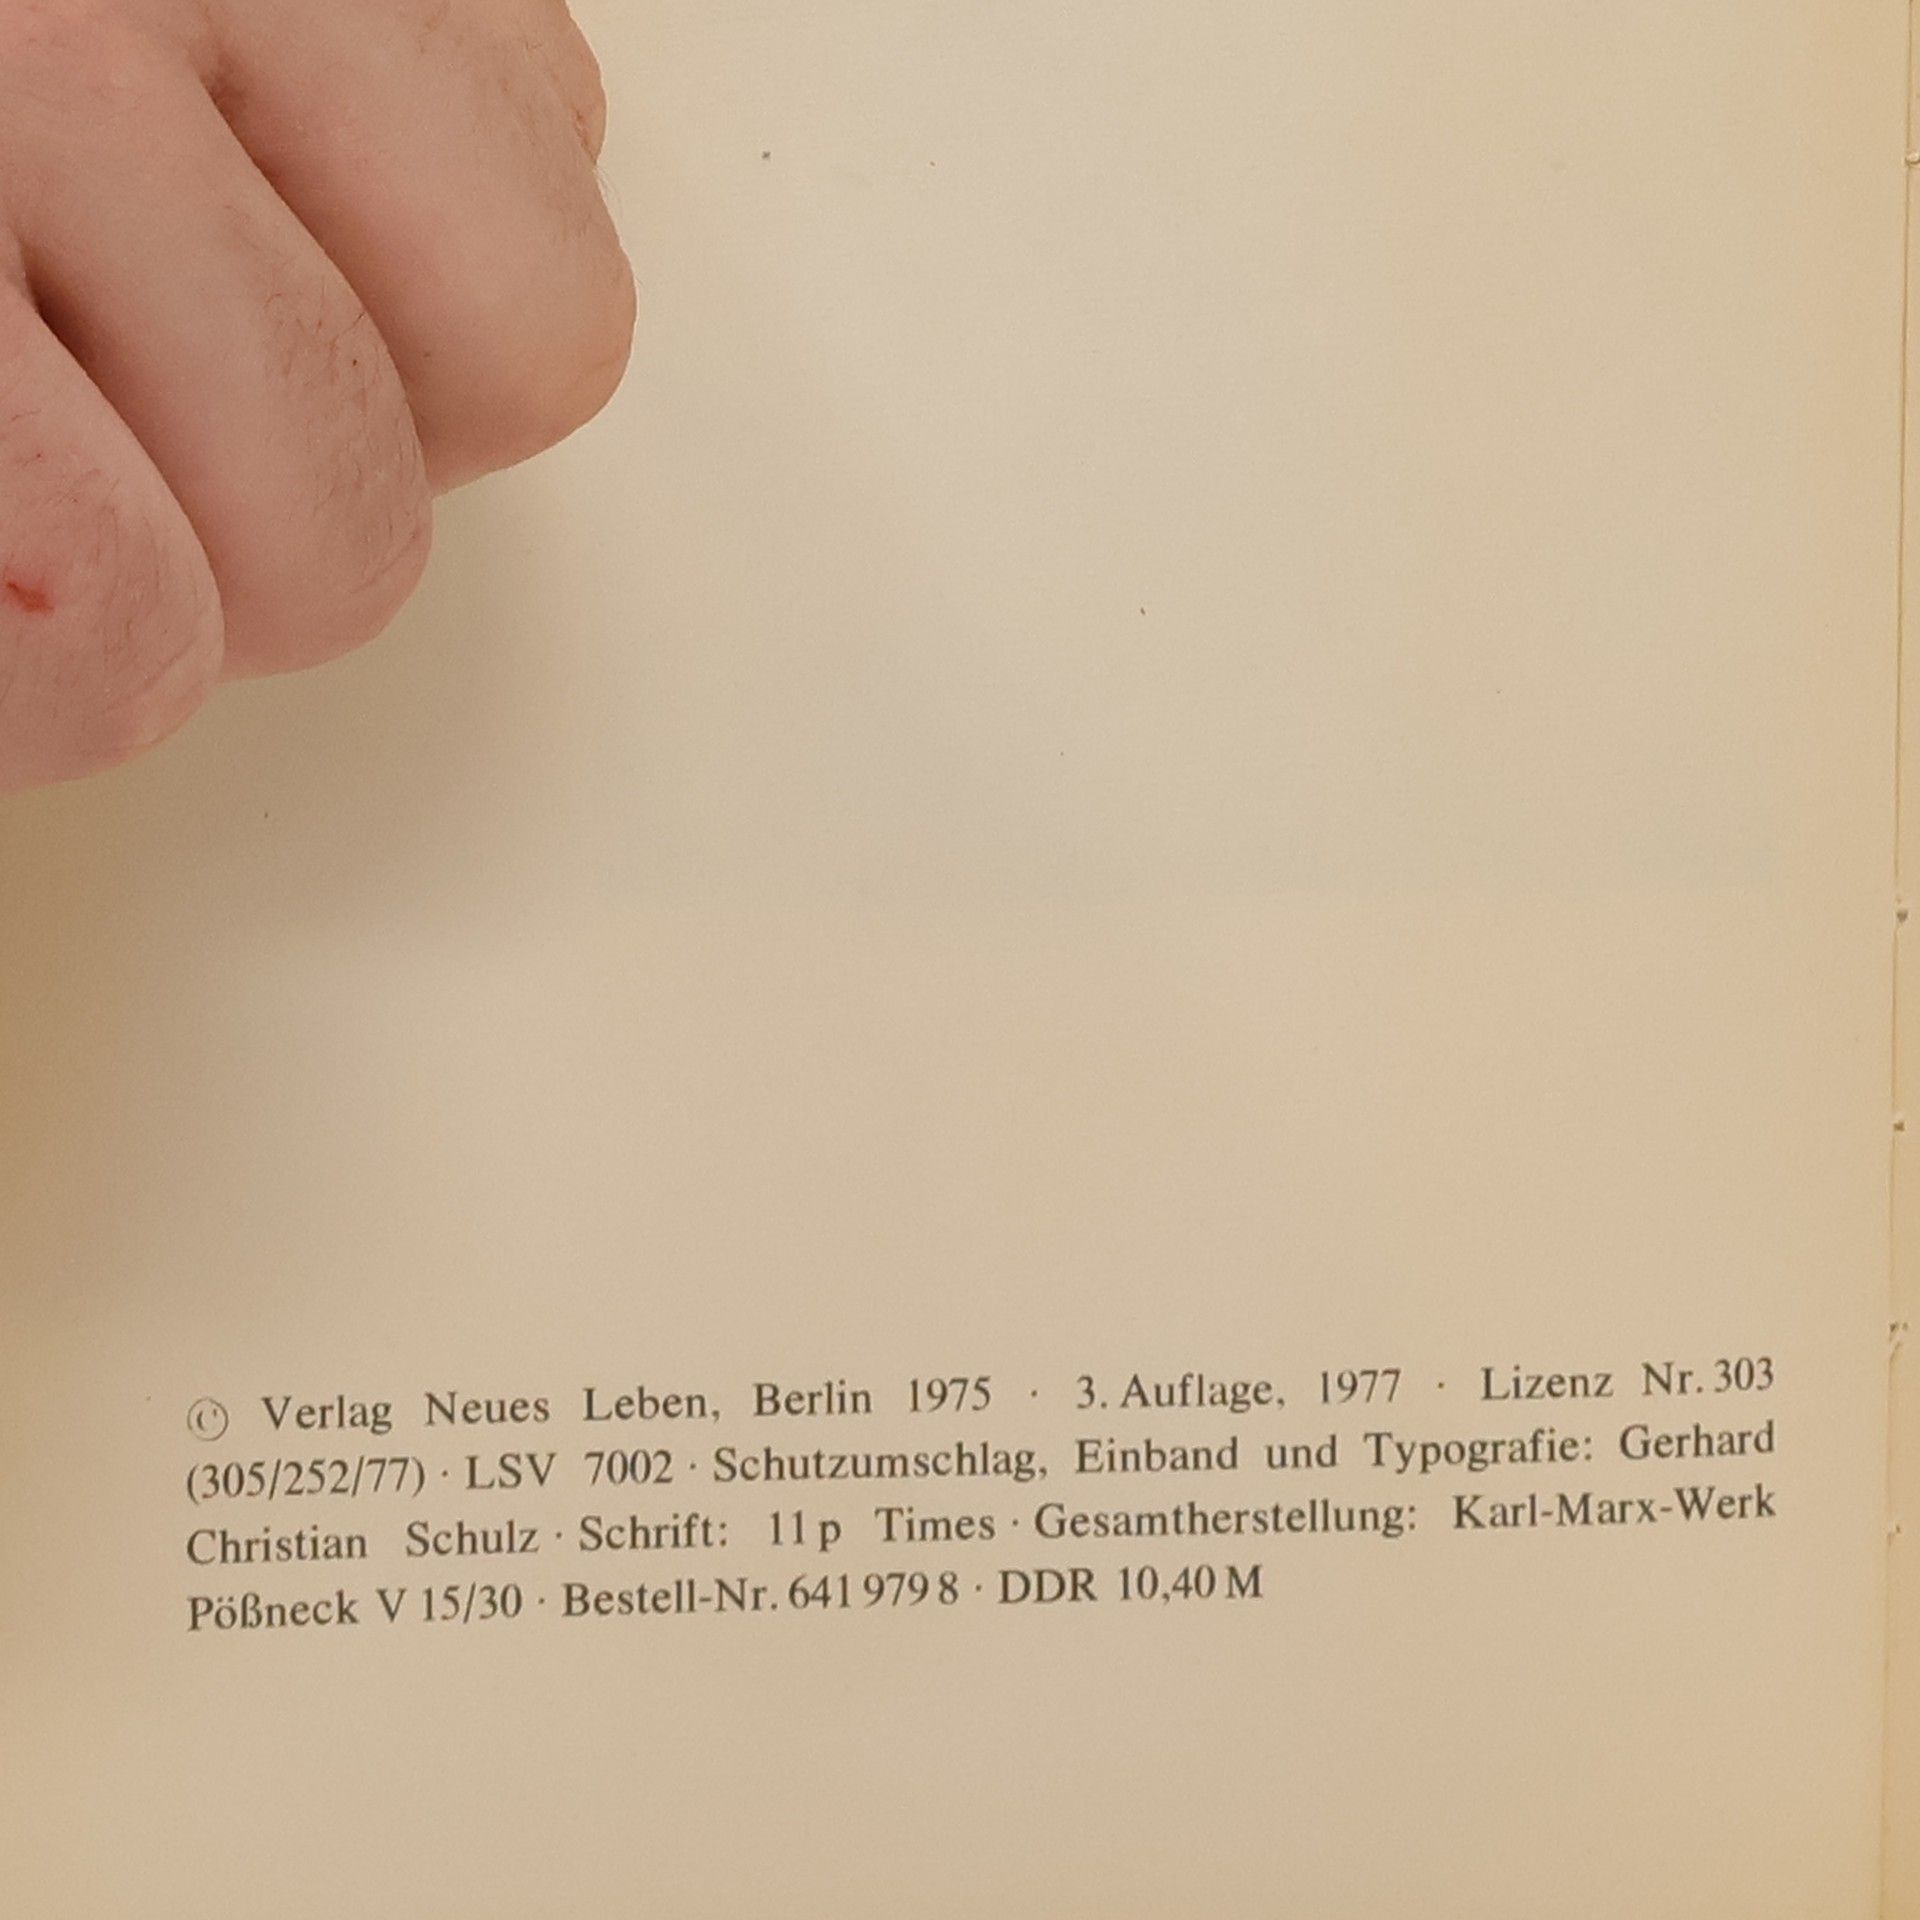 © Verlag Neues Leben, Berlin 1975 · 3. Auflage, 1977 · Lizenz Nr. 303
(305/252/77) · LSV 7002 · Schutzumschlag, Einband und Typografie: Gerhard
Christian Schulz · Schrift: 11 p Times · Gesamtherstellung: Karl-Marx-Werk
Pößneck V 15/30 · Bestell-Nr. 641 979 8 · DDR 10,40 M